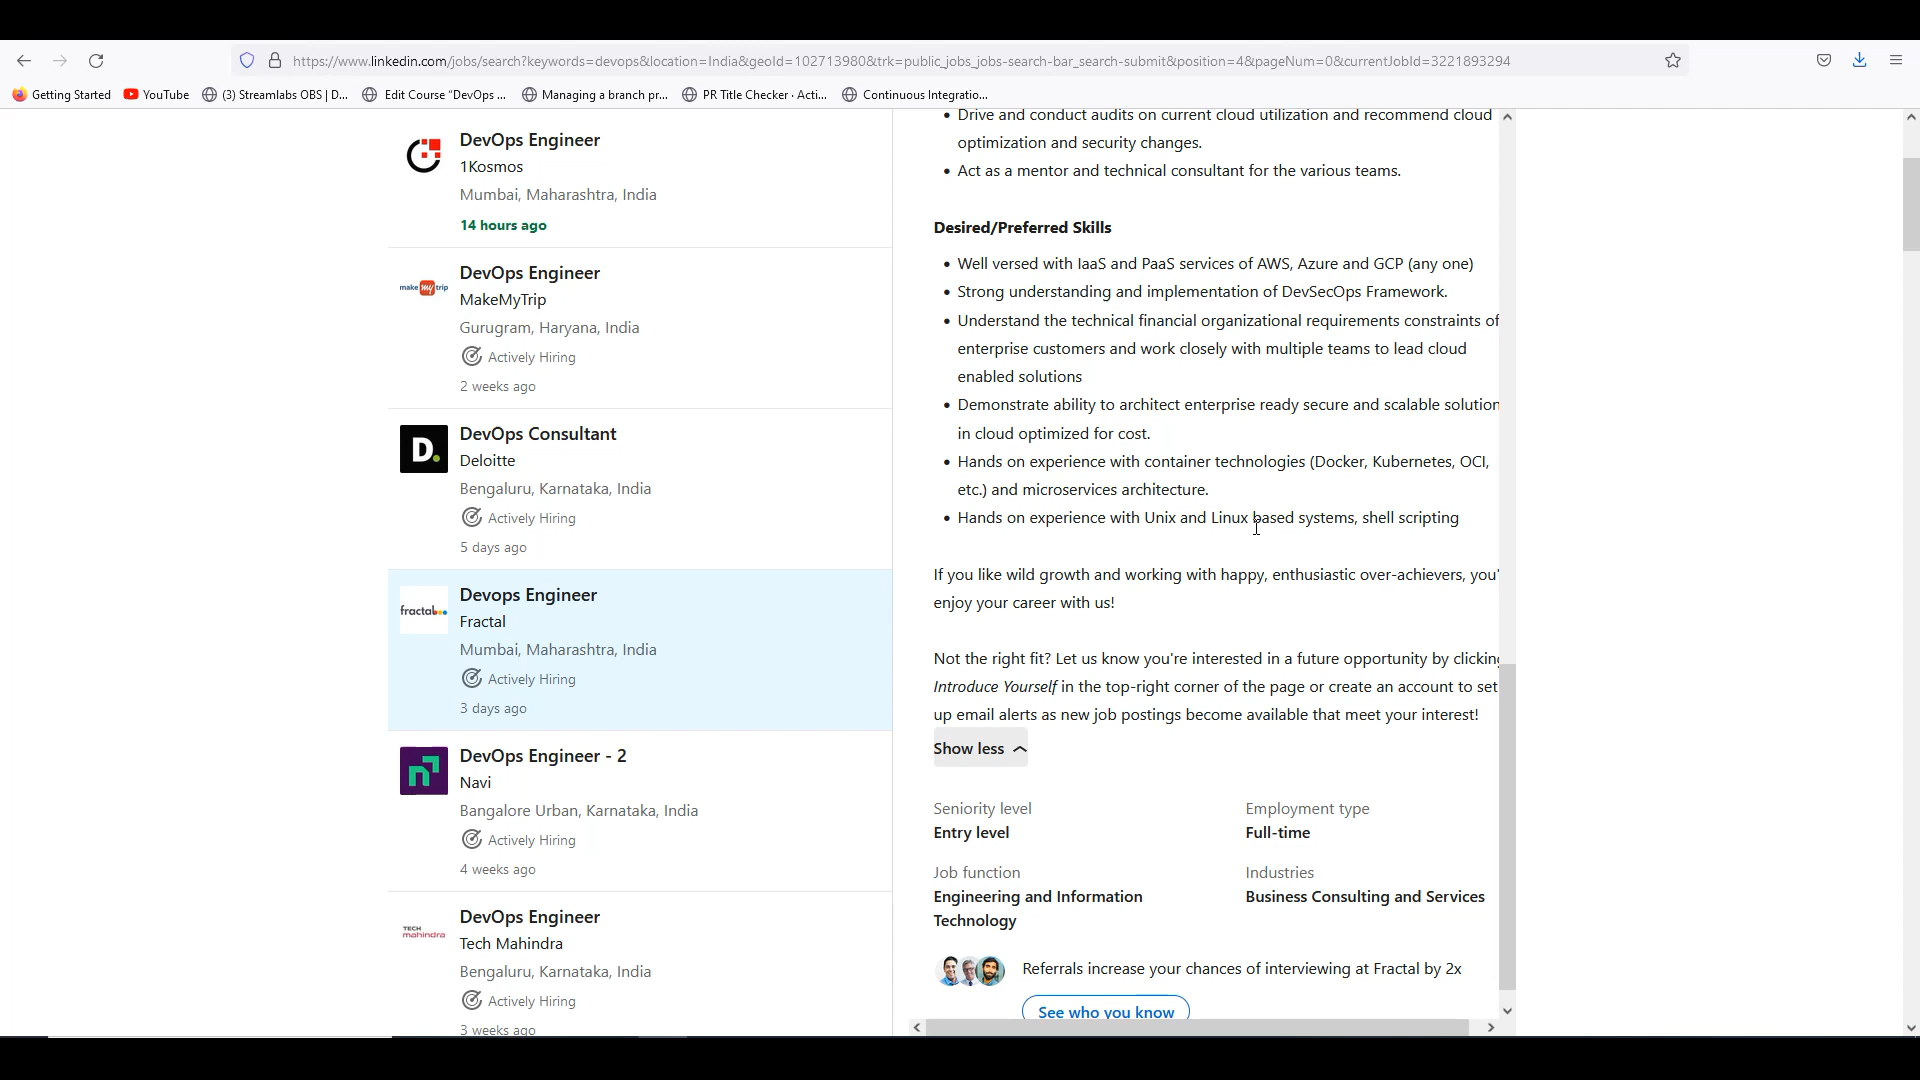 https://www.linkedin.com/jobs/search?keywords=devops&location=India&geoId=102713980&trk=public_jobs_jobs-search-bar_search-submit&position=4&pageNum=0&currentJobId=3221893294
Getting Started
YouTube
(3) Streamlabs OBS | D...
Edit Course "DevOps ...
Managing a branch pr...
PR Title Checker · Acti...
Continuous Integratio...
DevOps Engineer
1Kosmos
Mumbai, Maharashtra, India
14 hours ago
make my trip
DevOps Engineer
MakeMyTrip
Gurugram, Haryana, India
Actively Hiring
2 weeks ago
D.
DevOps Consultant
Deloitte
Bengaluru, Karnataka, India
Actively Hiring
5 days ago
fractal
Devops Engineer
Fractal
Mumbai, Maharashtra, India
Actively Hiring
3 days ago
DevOps Engineer - 2
Navi
Bangalore Urban, Karnataka, India
Actively Hiring
4 weeks ago
TECH
mahindra
DevOps Engineer
Tech Mahindra
Bengaluru, Karnataka, India
Actively Hiring
3 weeks ago
• Drive and conduct audits on current cloud utilization and recommend cloud
optimization and security changes.
• Act as a mentor and technical consultant for the various teams.
Desired/Preferred Skills
• Well versed with IaaS and PaaS services of AWS, Azure and GCP (any one)
• Strong understanding and implementation of DevSecOps Framework.
• Understand the technical financial organizational requirements constraints of
enterprise customers and work closely with multiple teams to lead cloud
enabled solutions
• Demonstrate ability to architect enterprise ready secure and scalable solution
in cloud optimized for cost.
• Hands on experience with container technologies (Docker, Kubernetes, OCI,
etc.) and microservices architecture.
• Hands on experience with Unix and Linux based systems, shell scripting
If you like wild growth and working with happy, enthusiastic over-achievers, you'
enjoy your career with us!
Not the right fit? Let us know you're interested in a future opportunity by clicking
Introduce Yourself in the top-right corner of the page or create an account to set
up email alerts as new job postings become available that meet your interest!
Show less
Seniority level
Entry level
Employment type
Full-time
Job function
Engineering and Information
Technology
Industries
Business Consulting and Services
Referrals increase your chances of interviewing at Fractal by 2x
See who you know